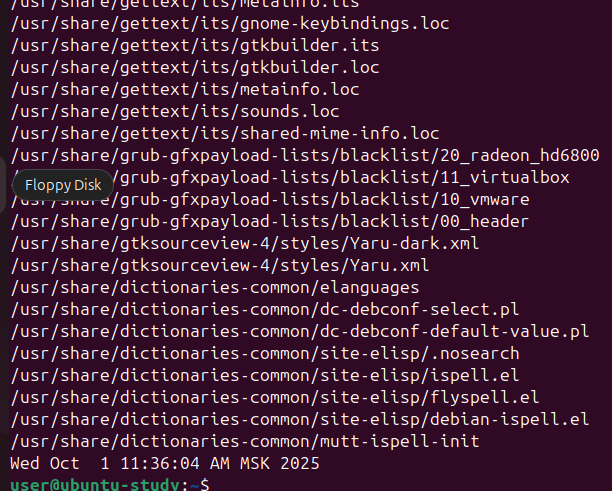 /usr/share/gettext/its/metainfo.its
/usr/share/gettext/its/gnome-keybindings.loc
/usr/share/gettext/its/gtkbuilder.its
/usr/share/gettext/its/gtkbuilder.loc
/usr/share/gettext/its/metainfo.loc
/usr/share/gettext/its/sounds.loc
/usr/share/gettext/its/shared-mime-info.loc
/usr/share/grub-gfxpayload-lists/blacklist/20_radeon_hd6800
Floppy Disk
/grub-gfxpayload-lists/blacklist/11_virtualbox
/usr/share/grub-gfxpayload-lists/blacklist/10_vmware
/usr/share/grub-gfxpayload-lists/blacklist/00_header
/usr/share/gtksourceview-4/styles/Yaru-dark.xml
/usr/share/gtksourceview-4/styles/Yaru.xml
/usr/share/dictionaries-common/elanguages
/usr/share/dictionaries-common/dc-debconf-select.pl
/usr/share/dictionaries-common/dc-debconf-default-value.pl
/usr/share/dictionaries-common/site-elisp/.nosearch
/usr/share/dictionaries-common/site-elisp/ispell.el
/usr/share/dictionaries-common/site-elisp/flyspell.el
/usr/share/dictionaries-common/site-elisp/debian-ispell.el
/usr/share/dictionaries-common/mutt-ispell-init
Wed Oct  1 11:36:04 AM MSK 2025
user@ubuntu-study:~$